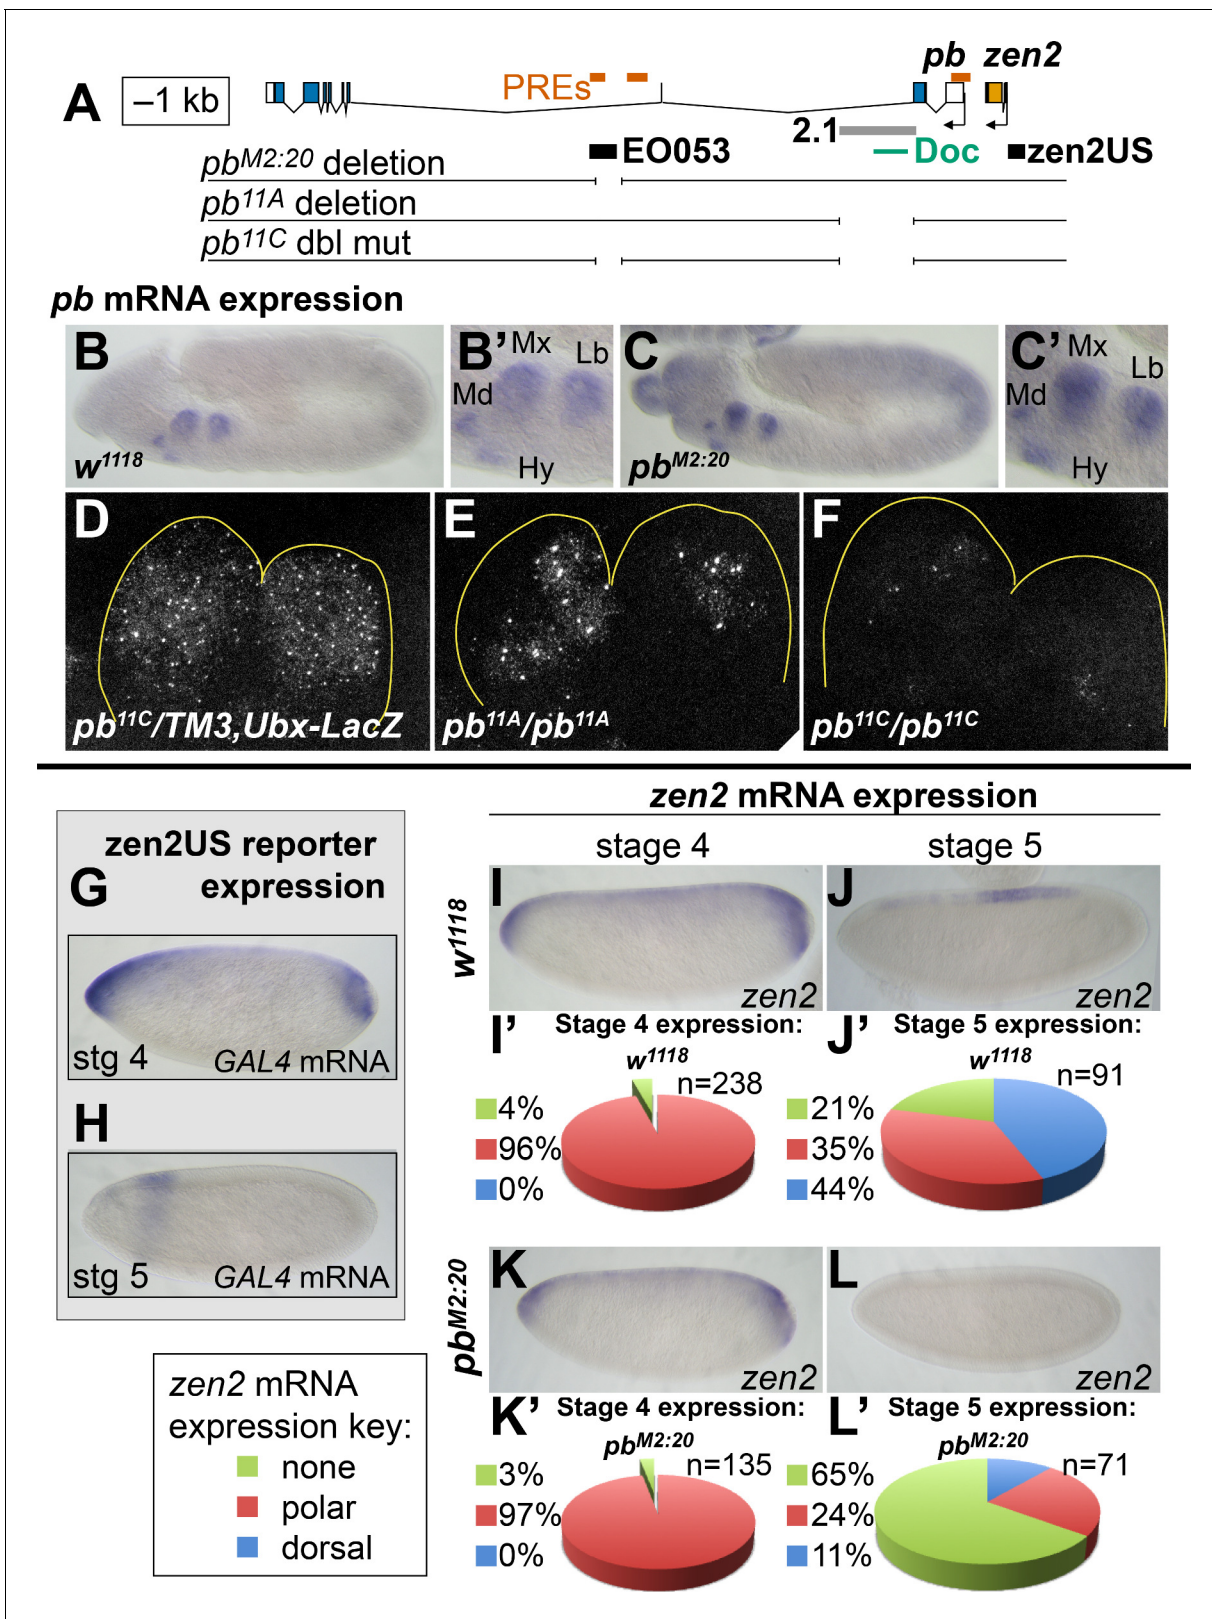 A
–1 kb
PREs
pb
zen2
2.1
EO053
Doc
zen2US
pbM2:20 deletion
pb11A deletion
pb11C dbl mut
pb mRNA expression
B
w1118
B’
Mx
Lb
Md
Hy
C
pbM2:20
C’
Mx
Lb
Md
Hy
D
pb11C/TM3,Ubx-LacZ
E
pb11A/pb11A
F
pb11C/pb11C
zen2US reporter
expression
G
stg 4
GAL4 mRNA
H
stg 5
GAL4 mRNA
zen2 mRNA
expression key:
none
polar
dorsal
zen2 mRNA expression
stage 4
stage 5
w1118
I
zen2
J
zen2
I’
Stage 4 expression:
w1118
n=238
4%
96%
0%
J’
Stage 5 expression:
w1118
n=91
21%
35%
44%
pbM2:20
K
zen2
L
zen2
K’
Stage 4 expression:
pbM2:20
n=135
3%
97%
0%
L’
Stage 5 expression:
pbM2:20
n=71
65%
24%
11%